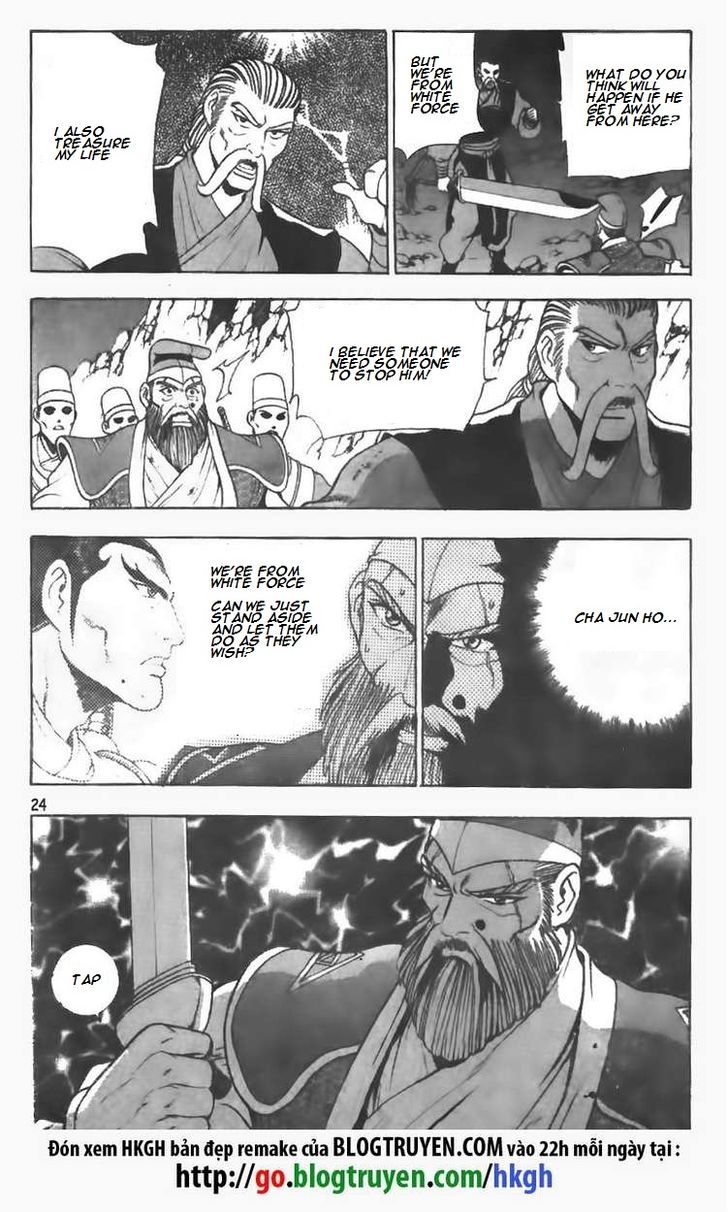 I ALSO
TREASURE
MY LIFE
BUT
WE'RE
FROM
WHITE
FORCE
WHAT DO YOU
THINK WILL
HAPPEN IF HE
GET AWAY
FROM HERE?
I BELIEVE THAT WE
NEED SOMEONE
TO STOP HIM!
WE'RE FROM
WHITE FORCE
CAN WE JUST
STAND ASIDE
AND LET THEM
DO AS THEY
WISH?
CHA JUN HO...
24
TAP
Đón xem HKGH bản đẹp remake của BLOGTRUYEN.COM vào 22h mỗi ngày tại :
http://go.blogtruyen.com/hkgh